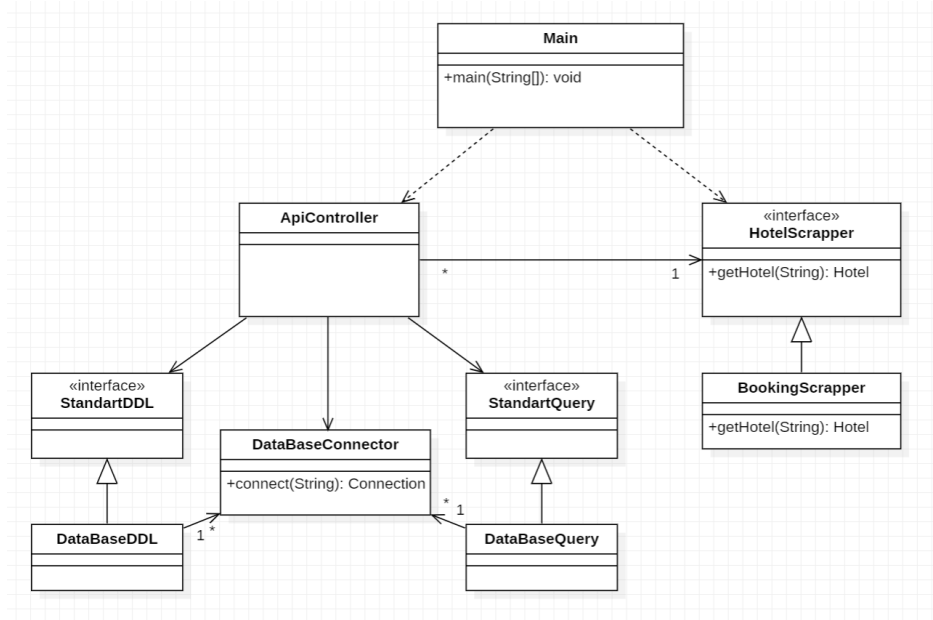 Main
+main(String[]): void
ApiController
«interface»
HotelScrapper
+getHotel(String): Hotel
*
1
«interface»
StandartDDL
«interface»
StandartQuery
BookingScrapper
+getHotel(String): Hotel
DataBaseConnector
+connect(String): Connection
DataBaseDDL
1
*
*
1
DataBaseQuery